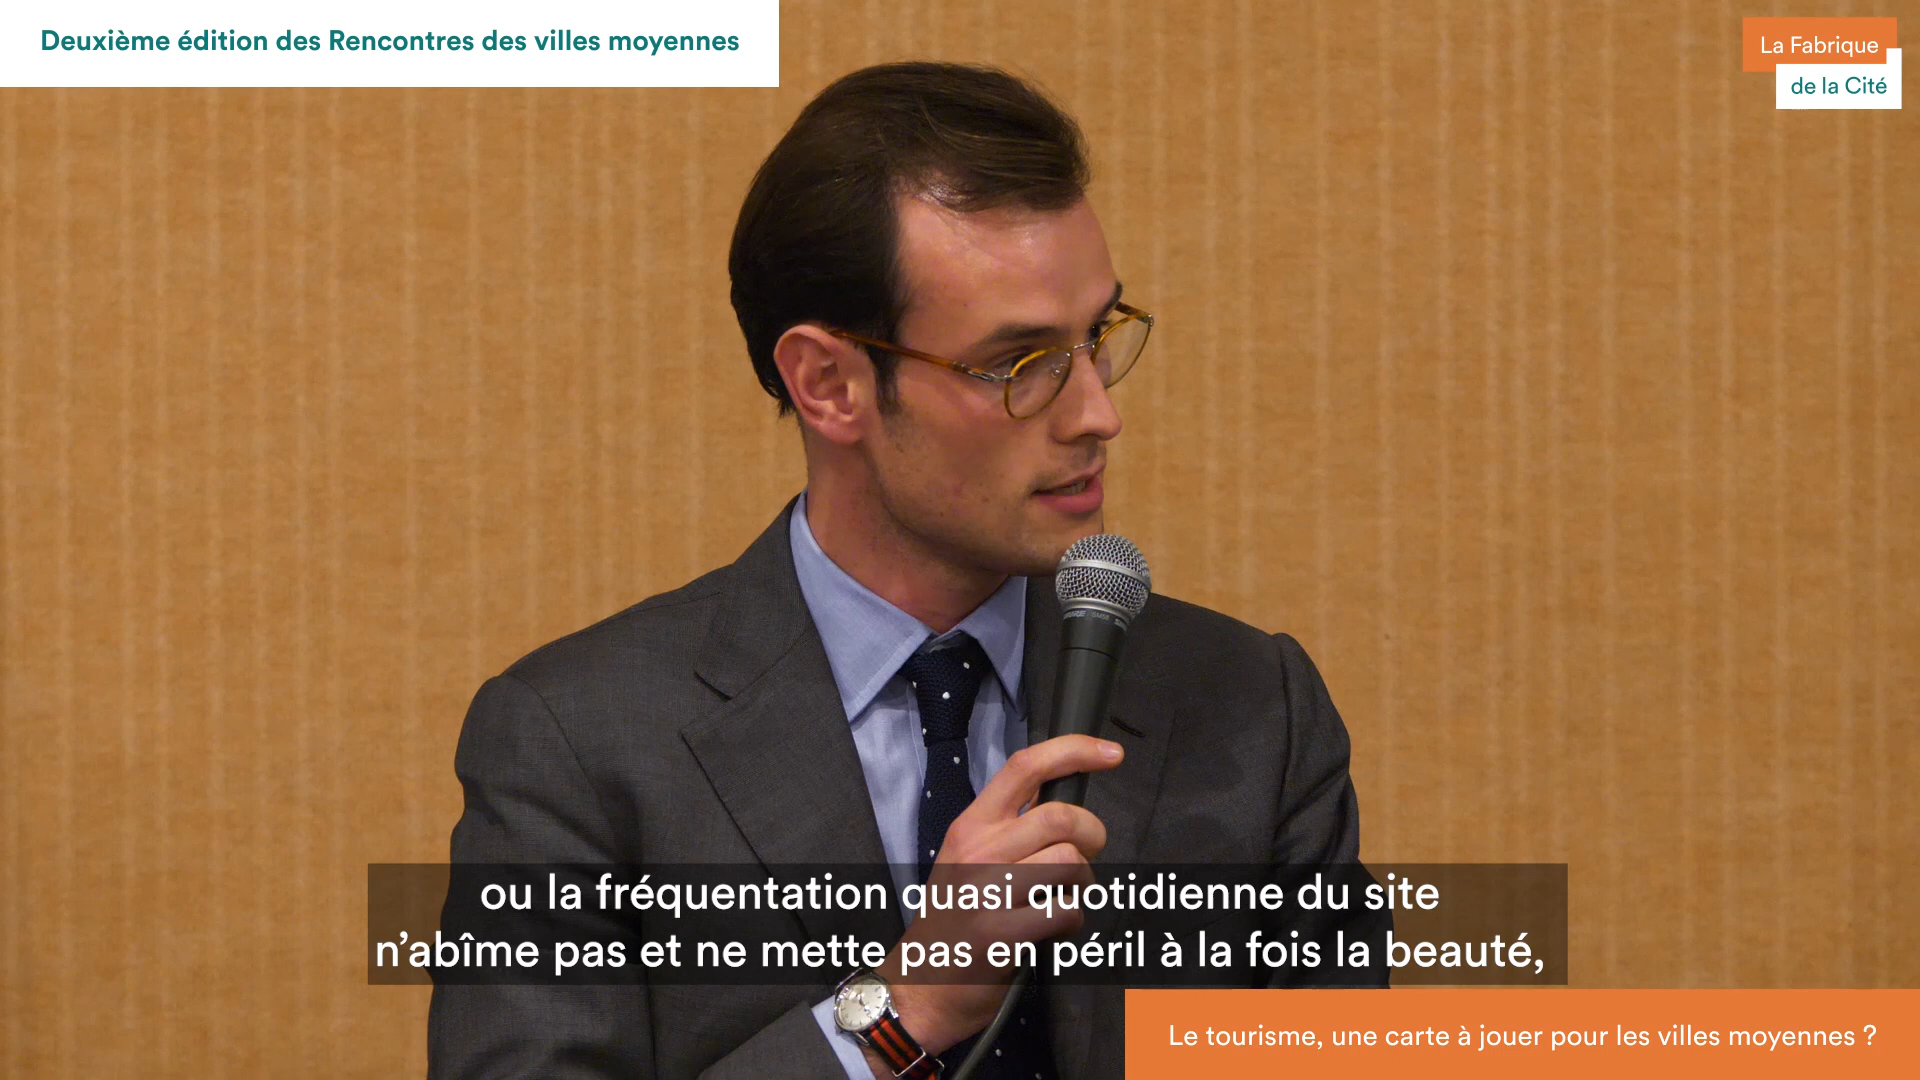 Deuxième édition des Rencontres des villes moyennes
La Fabrique
de la Cité
ou la fréquentation quasi quotidienne du site
n’abîme pas et ne mette pas en péril à la fois la beauté,
Le tourisme, une carte à jouer pour les villes moyennes ?